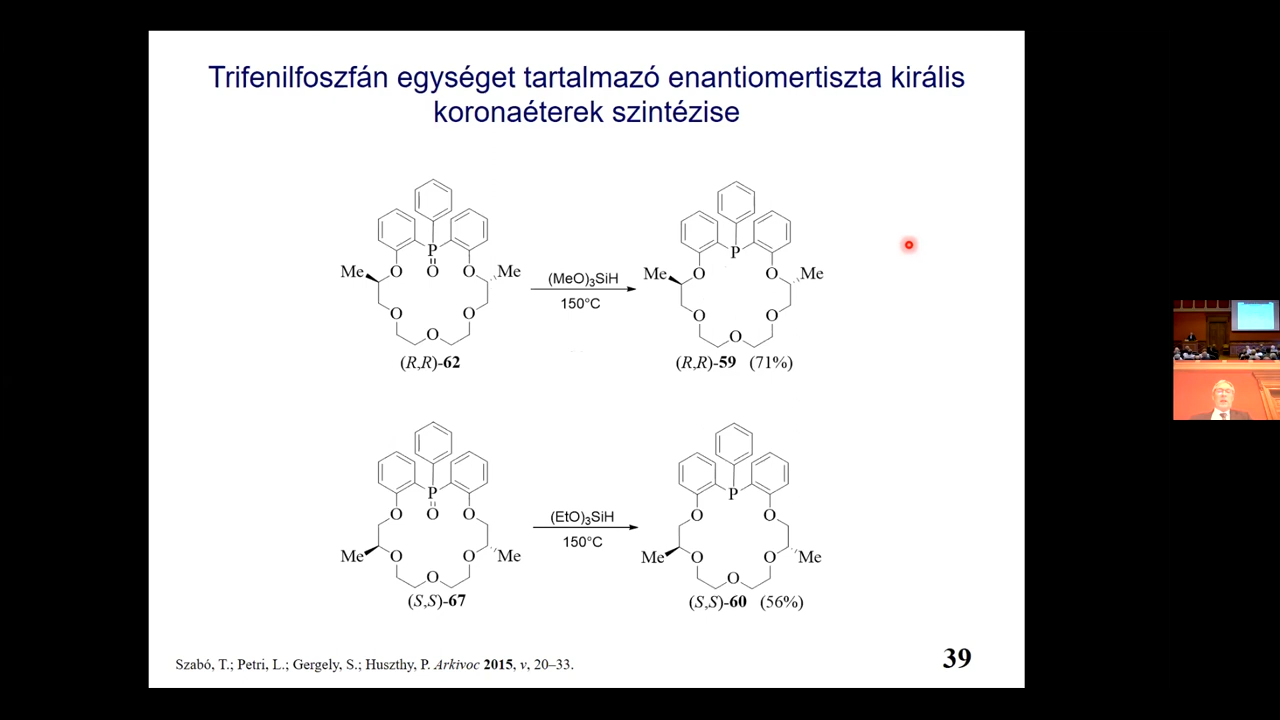 Trifenilfoszfán egységet tartalmazó enantiomertiszta királis
koronaéterek szintézise
P
Me O O O Me
O O
O
(MeO)₃SiH
150°C
P
Me O O Me
O O
O
(R,R)-62
(R,R)-59 (71%)
P
O O O
Me O O Me
O
(EtO)₃SiH
150°C
P
O O
Me O O Me
O
(S,S)-67
(S,S)-60 (56%)
Szabó, T.; Petri, L.; Gergely, S.; Huszthy, P. Arkivoc 2015, v, 20–33.
39